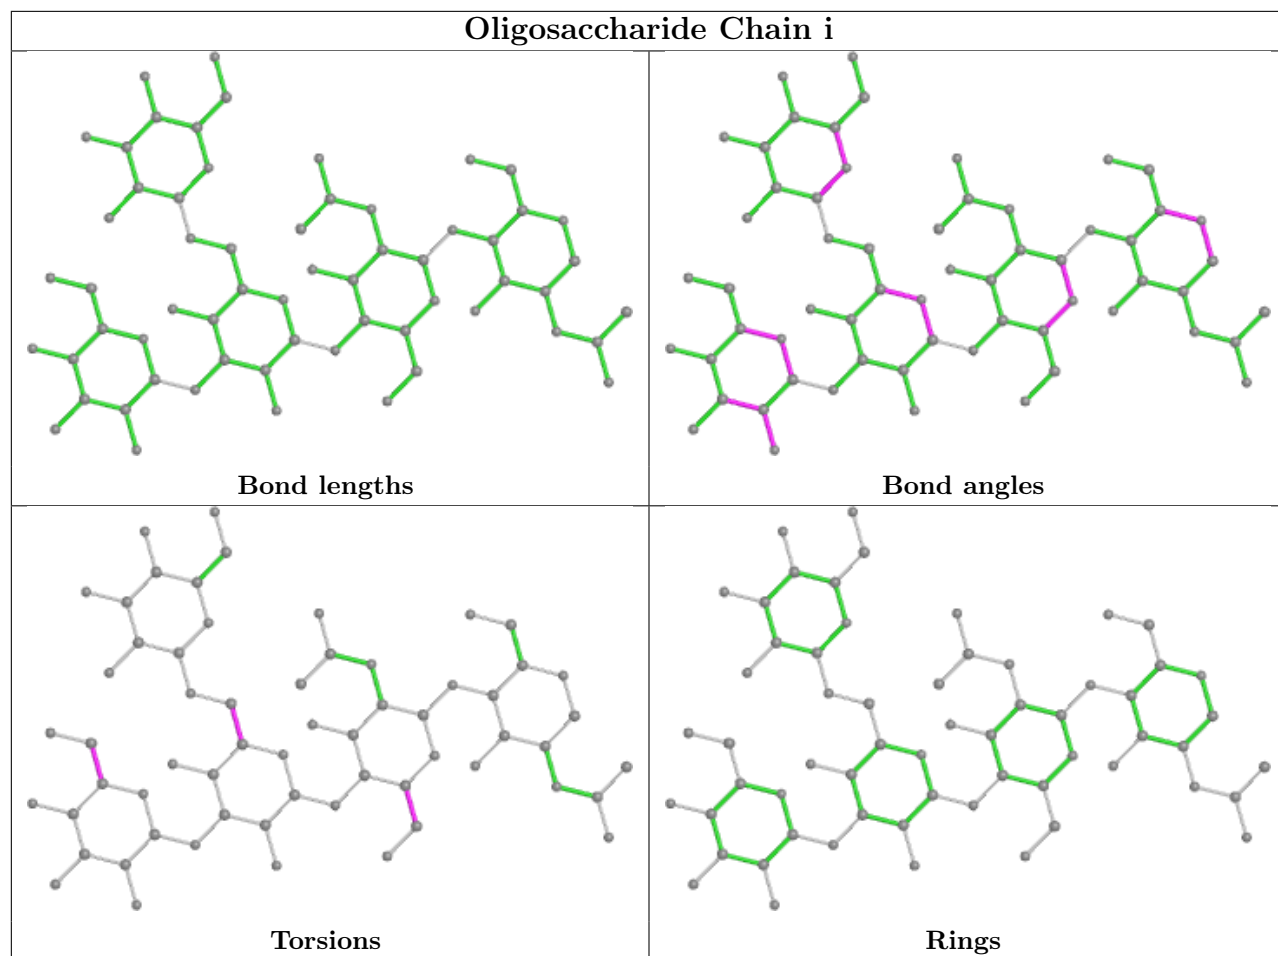 Oligosaccharide Chain i
Bond lengths
Bond angles
Torsions
Rings